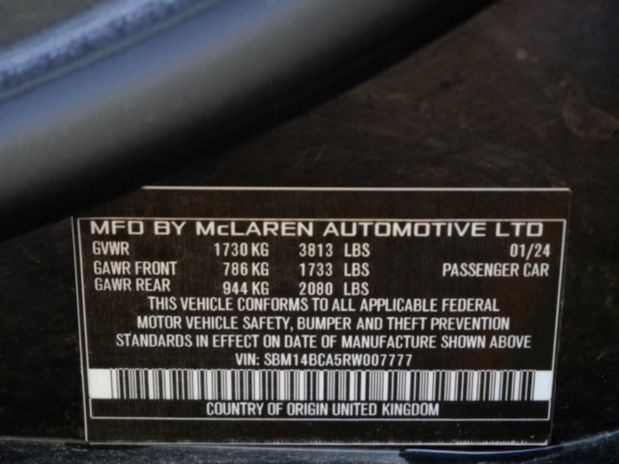 MFD BY McLAREN AUTOMOTIVE LTD
GVWR 1730 KG 3813 LBS 01/24
GAWR FRONT 786 KG 1733 LBS PASSENGER CAR
GAWR REAR 944 KG 2080 LBS
THIS VEHICLE CONFORMS TO ALL APPLICABLE FEDERAL
MOTOR VEHICLE SAFETY, BUMPER AND THEFT PREVENTION
STANDARDS IN EFFECT ON DATE OF MANUFACTURE SHOWN ABOVE
VIN: SBM14BCA5RW007777
COUNTRY OF ORIGIN UNITED KINGDOM